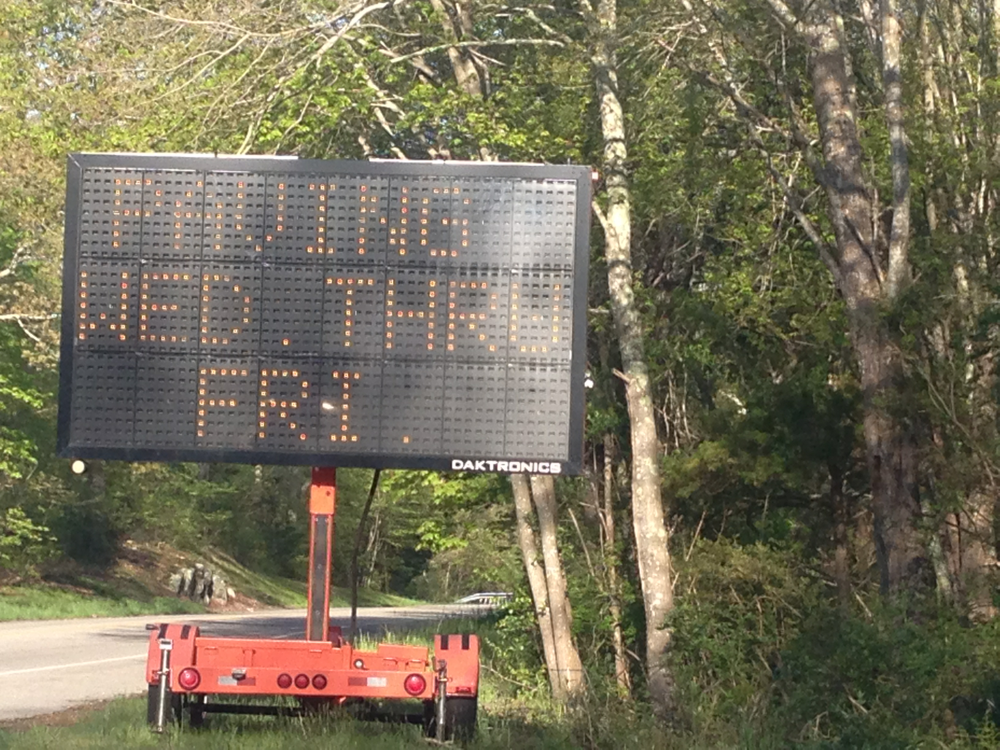 PAVING
WED. THRU
FRI.
DAKTRONICS